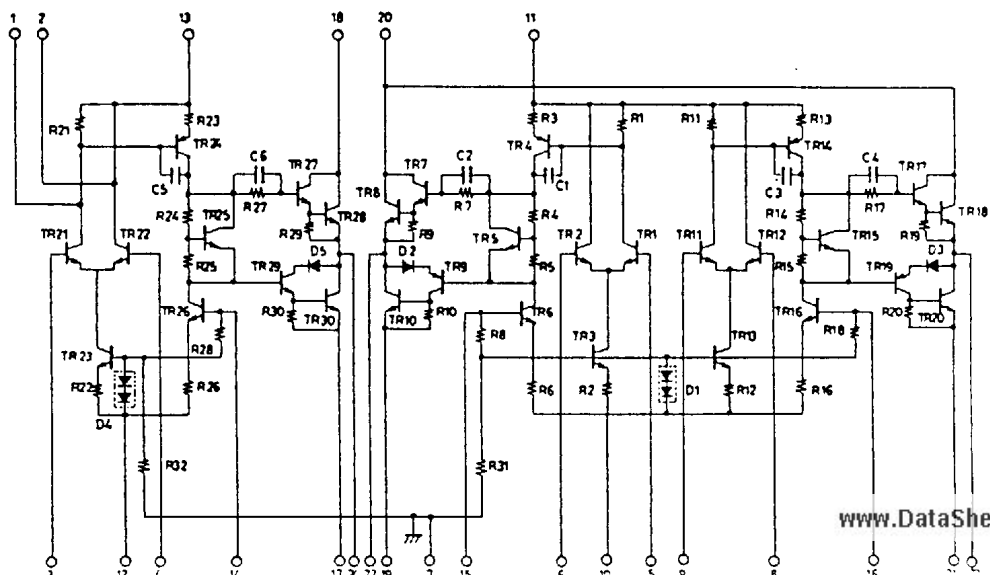 1 2 13 18 20 11
R21 R23 TR24 C5 C6 TR27 R27 TR28
R24 TR25 R29 D5
TR21 TR22 R25 TR29
TR26 R30 TR30
TR23 R28
R22 R26
D4
R32
TR7 C2 R3 TR4 R1 C1
TR8 R7 R9 R4
D2 TR5 TR9 R5 TR2 TR1
TR10 R10 R8 TR6
TR3 R2 R6 D1
R31
R11 R13 TR14 C3 C4 TR17 R17 TR18
R14 R19 TR15 D3
TR11 TR12 R15 TR19
TR16 R18 R20 TR20
TR13 R12 R16
www.DataShe